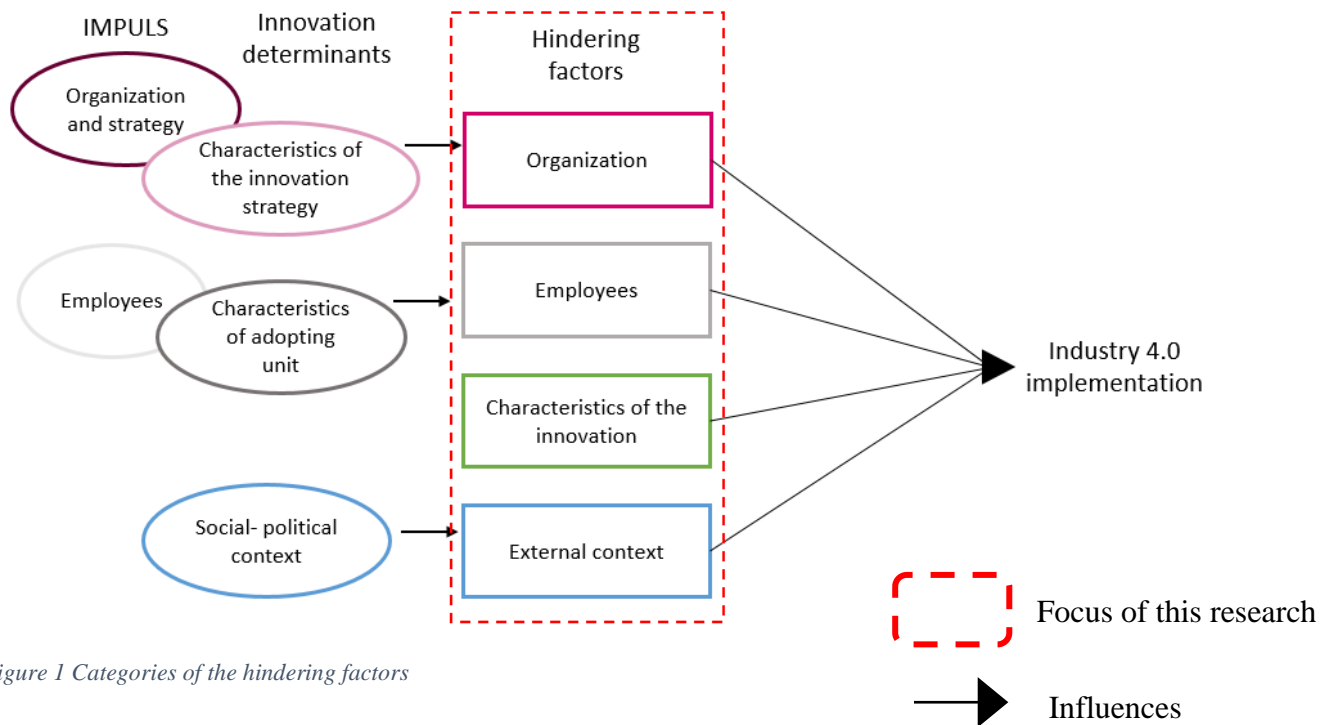 IMPULS
Innovation
determinants
Hindering
factors
Organization
and strategy
Characteristics of
the innovation
strategy
Organization
Employees
Characteristics
of adopting
unit
Employees
Characteristics of the
innovation
Social- political
context
External context
Industry 4.0
implementation
Focus of this research
Influences
igure 1 Categories of the hindering factors